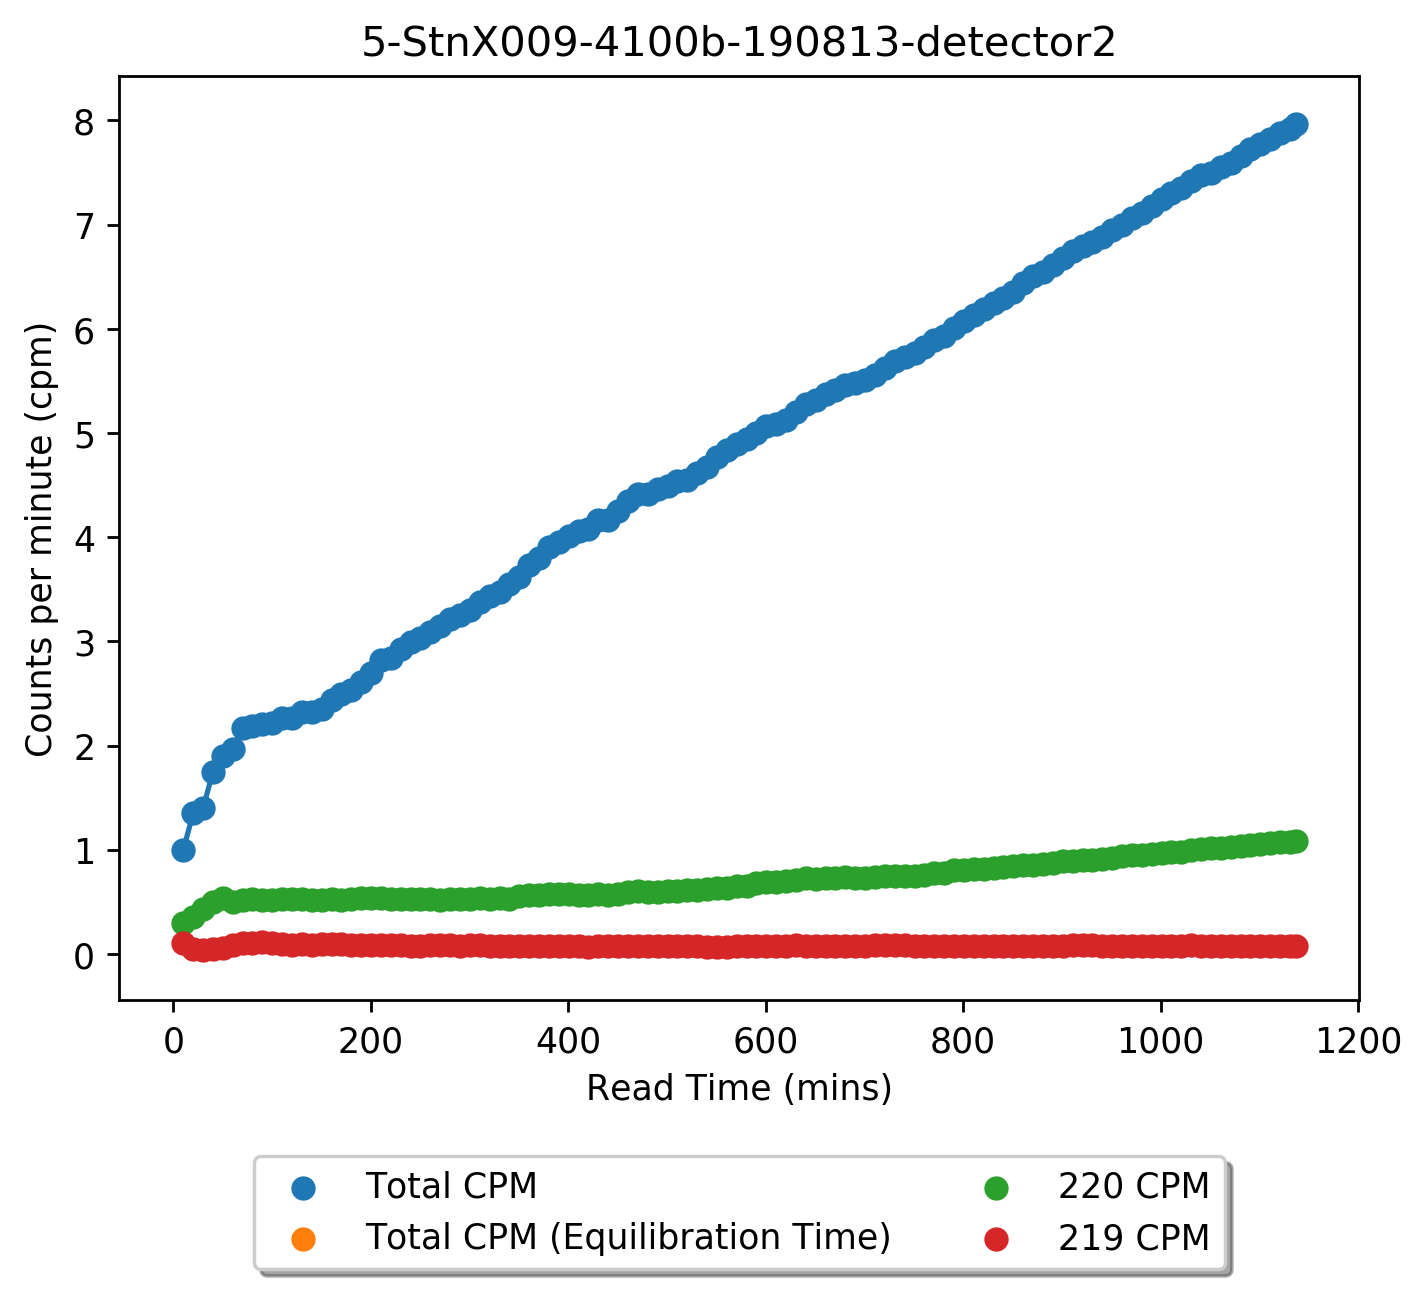 5-StnX009-4100b-190813-detector2
8
7
6
5
4
3
2
1
0
Counts per minute (cpm)
0 200 400 600 800 1000 1200
Read Time (mins)
Total CPM
Total CPM (Equilibration Time)
220 CPM
219 CPM